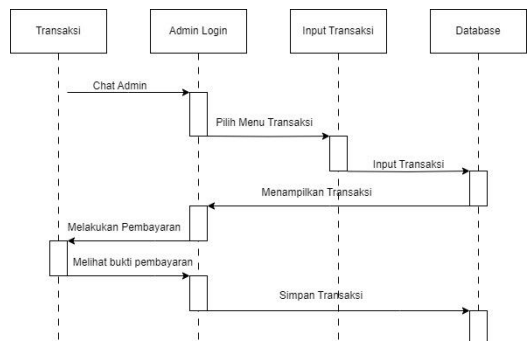 Transaksi
Admin Login
Input Transaksi
Database
Chat Admin
Pilih Menu Transaksi
Input Transaksi
Menampilkan Transaksi
Melakukan Pembayaran
Melihat bukti pembayaran
Simpan Transaksi